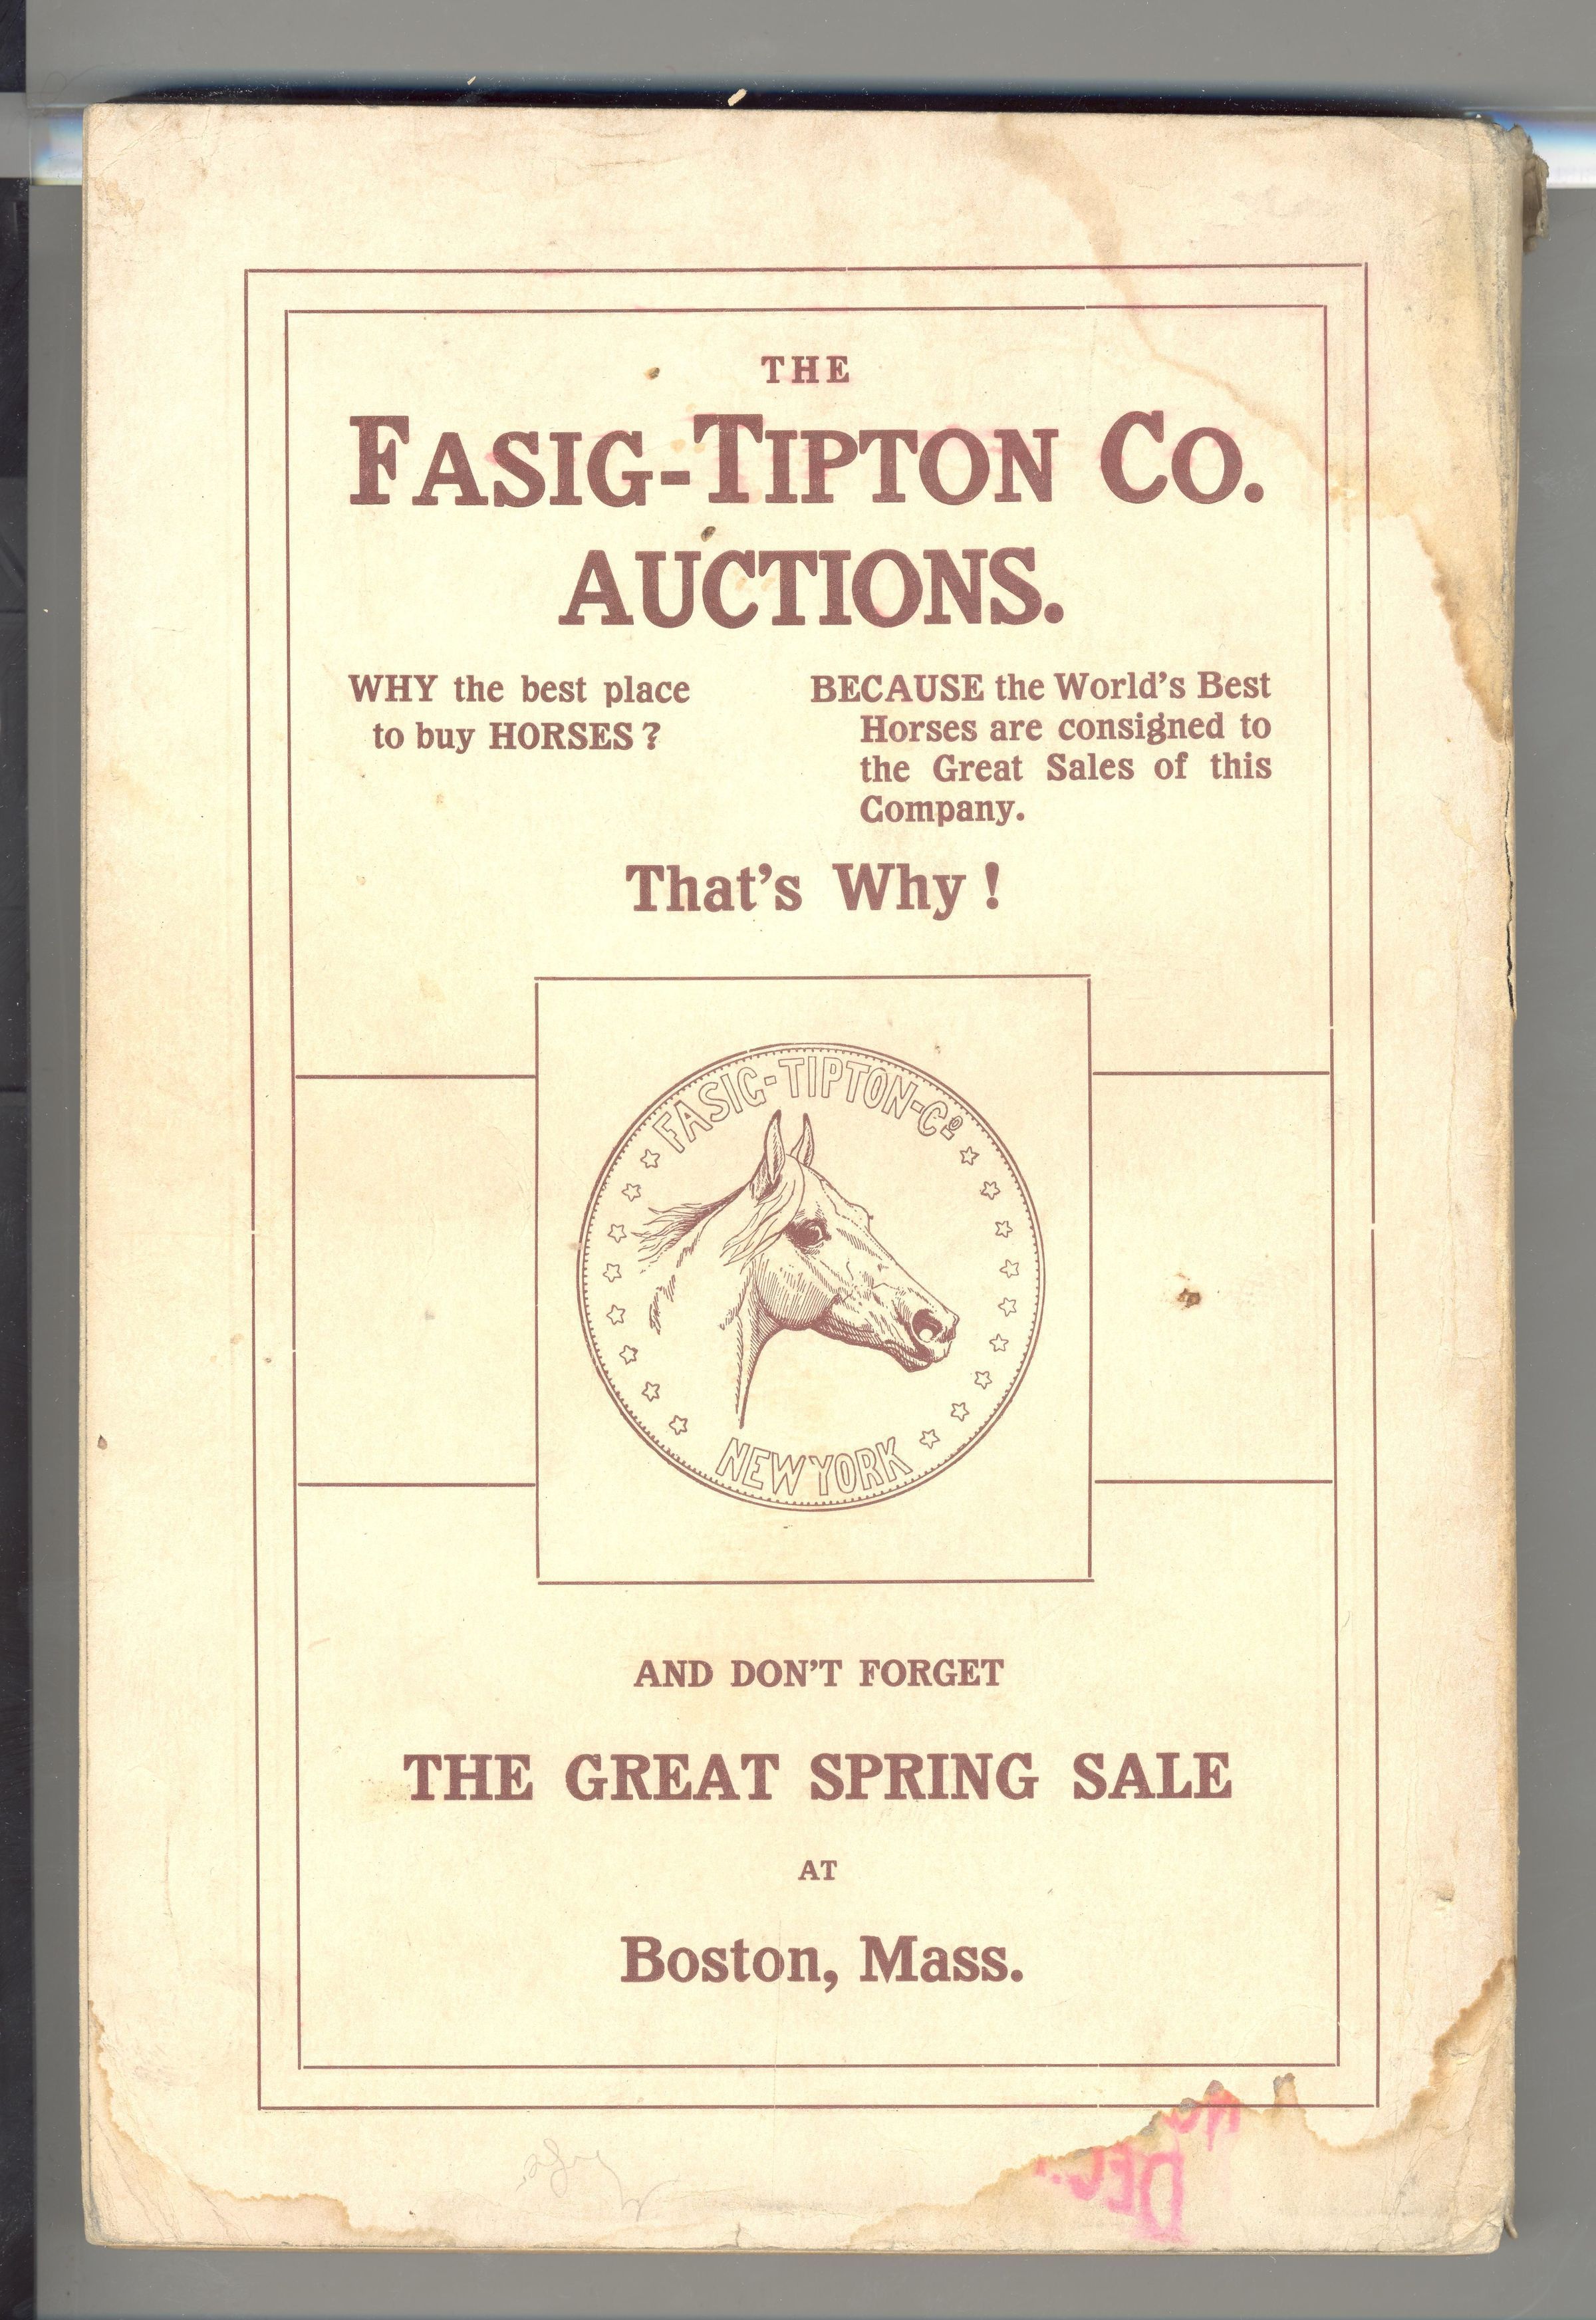 THE
FASIG-TIPTON CO.
AUCTIONS.
WHY the best place
to buy HORSES?
BECAUSE the World's Best
Horses are consigned to
the Great Sales of this
Company.
That's Why!
FASIG-TIPTON-Co
NEW YORK
AND DON'T FORGET
THE GREAT SPRING SALE
AT
Boston, Mass.